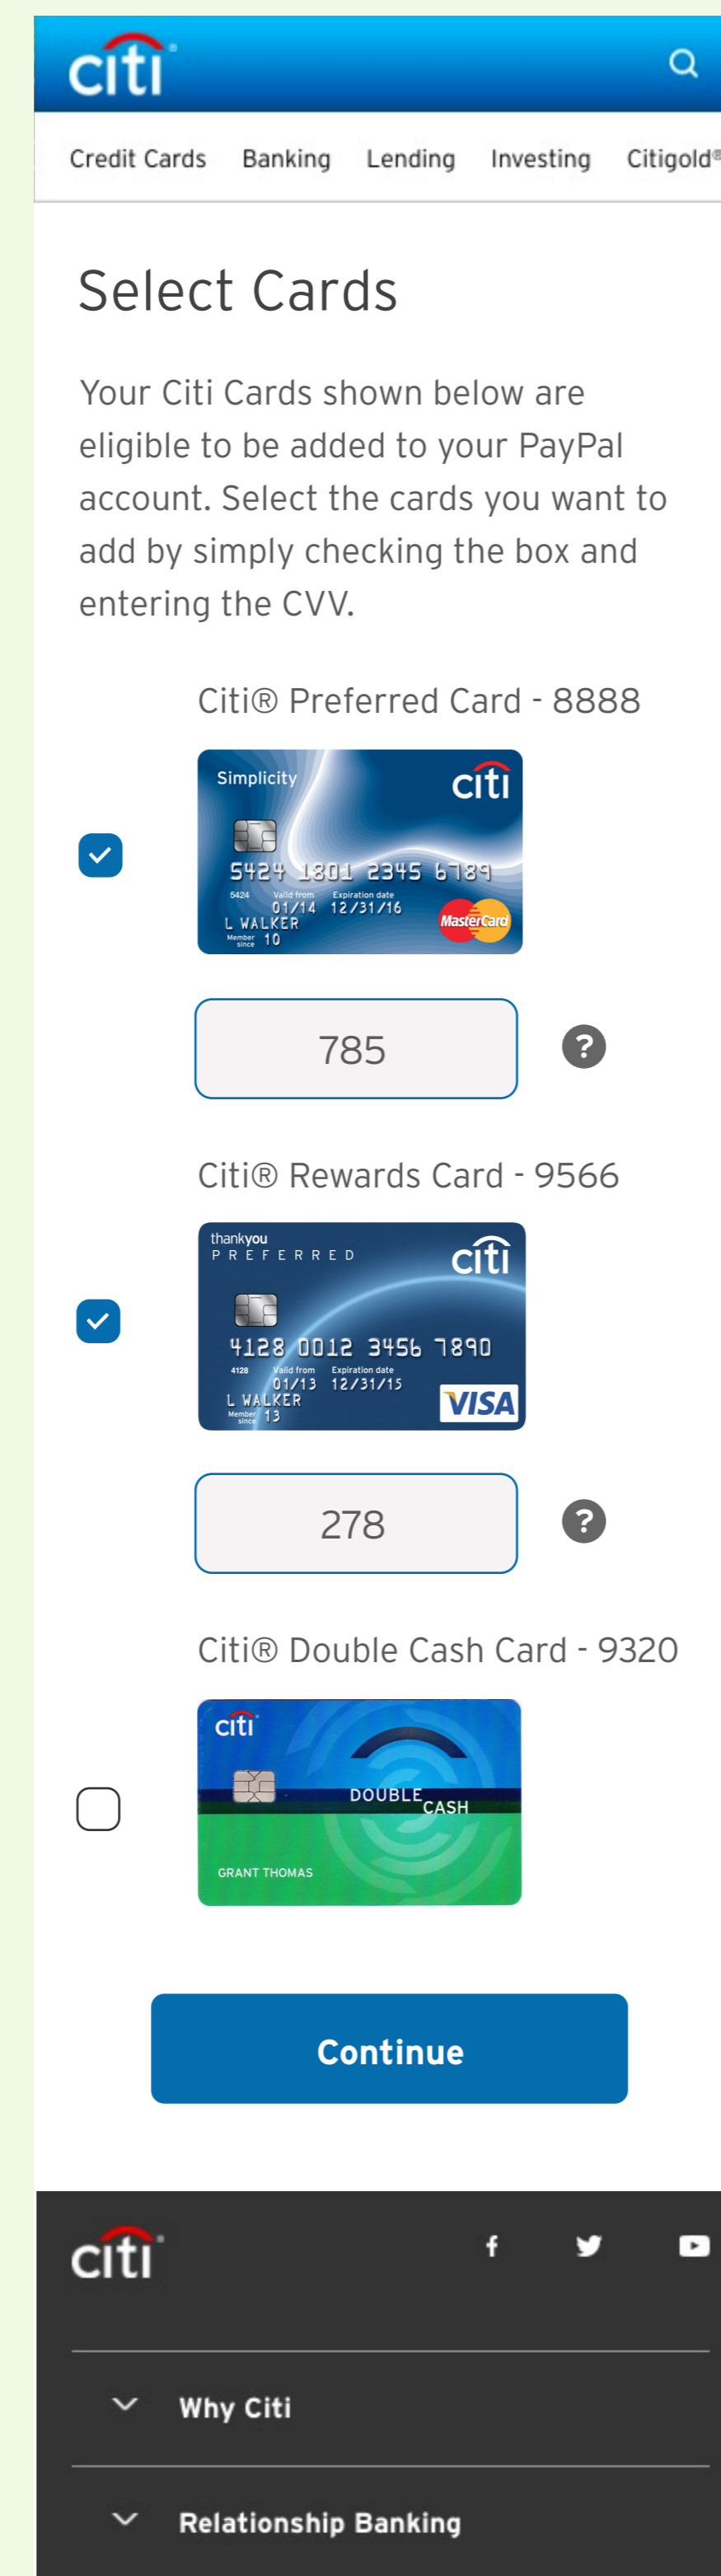 citi
Credit Cards Banking Lending Investing Citigold®
Select Cards
Your Citi Cards shown below are
eligible to be added to your PayPal
account. Select the cards you want to
add by simply checking the box and
entering the CVV.
Citi® Preferred Card - 8888
Simplicity citi
5424 1801 2345 6789
5424 Valid from Expiration date
01/14 12/31/16
L WALKER
Member since 10
MasterCard
785
?
Citi® Rewards Card - 9566
thankyou
PREFERRED
citi
4128 0012 3456 7890
4128 Valid from Expiration date
01/13 12/31/15
L WALKER
Member since 13
VISA
278
?
Citi® Double Cash Card - 9320
citi
DOUBLE
CASH
GRANT THOMAS
Continue
citi
Why Citi
Relationship Banking